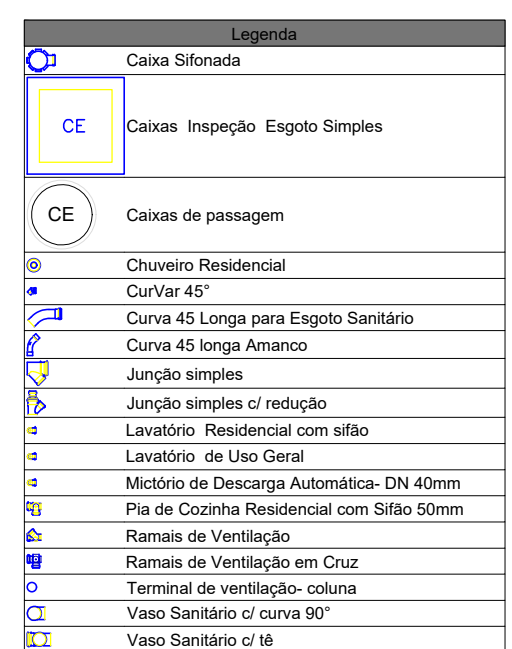 Legenda
Caixa Sifonada
CE Caixas Inspeção Esgoto Simples
CE Caixas de passagem
Chuveiro Residencial
CurVar 45°
Curva 45 Longa para Esgoto Sanitário
Curva 45 longa Amanco
Junção simples
Junção simples c/ redução
Lavatório Residencial com sifão
Lavatório de Uso Geral
Mictório de Descarga Automática- DN 40mm
Pia de Cozinha Residencial com Sifão 50mm
Ramais de Ventilação
Ramais de Ventilação em Cruz
Terminal de ventilação- coluna
Vaso Sanitário c/ curva 90°
Vaso Sanitário c/ tê